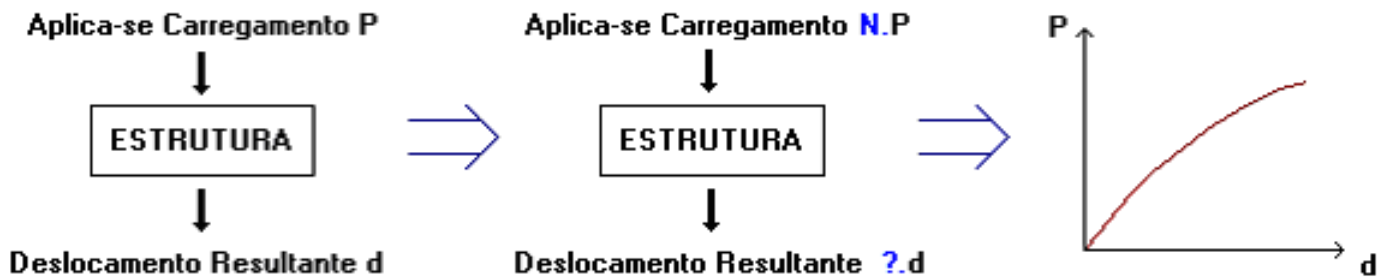 Aplica-se Carregamento P
ESTRUTURA
Deslocamento Resultante d
Aplica-se Carregamento N.P
ESTRUTURA
Deslocamento Resultante ?.d
P
d